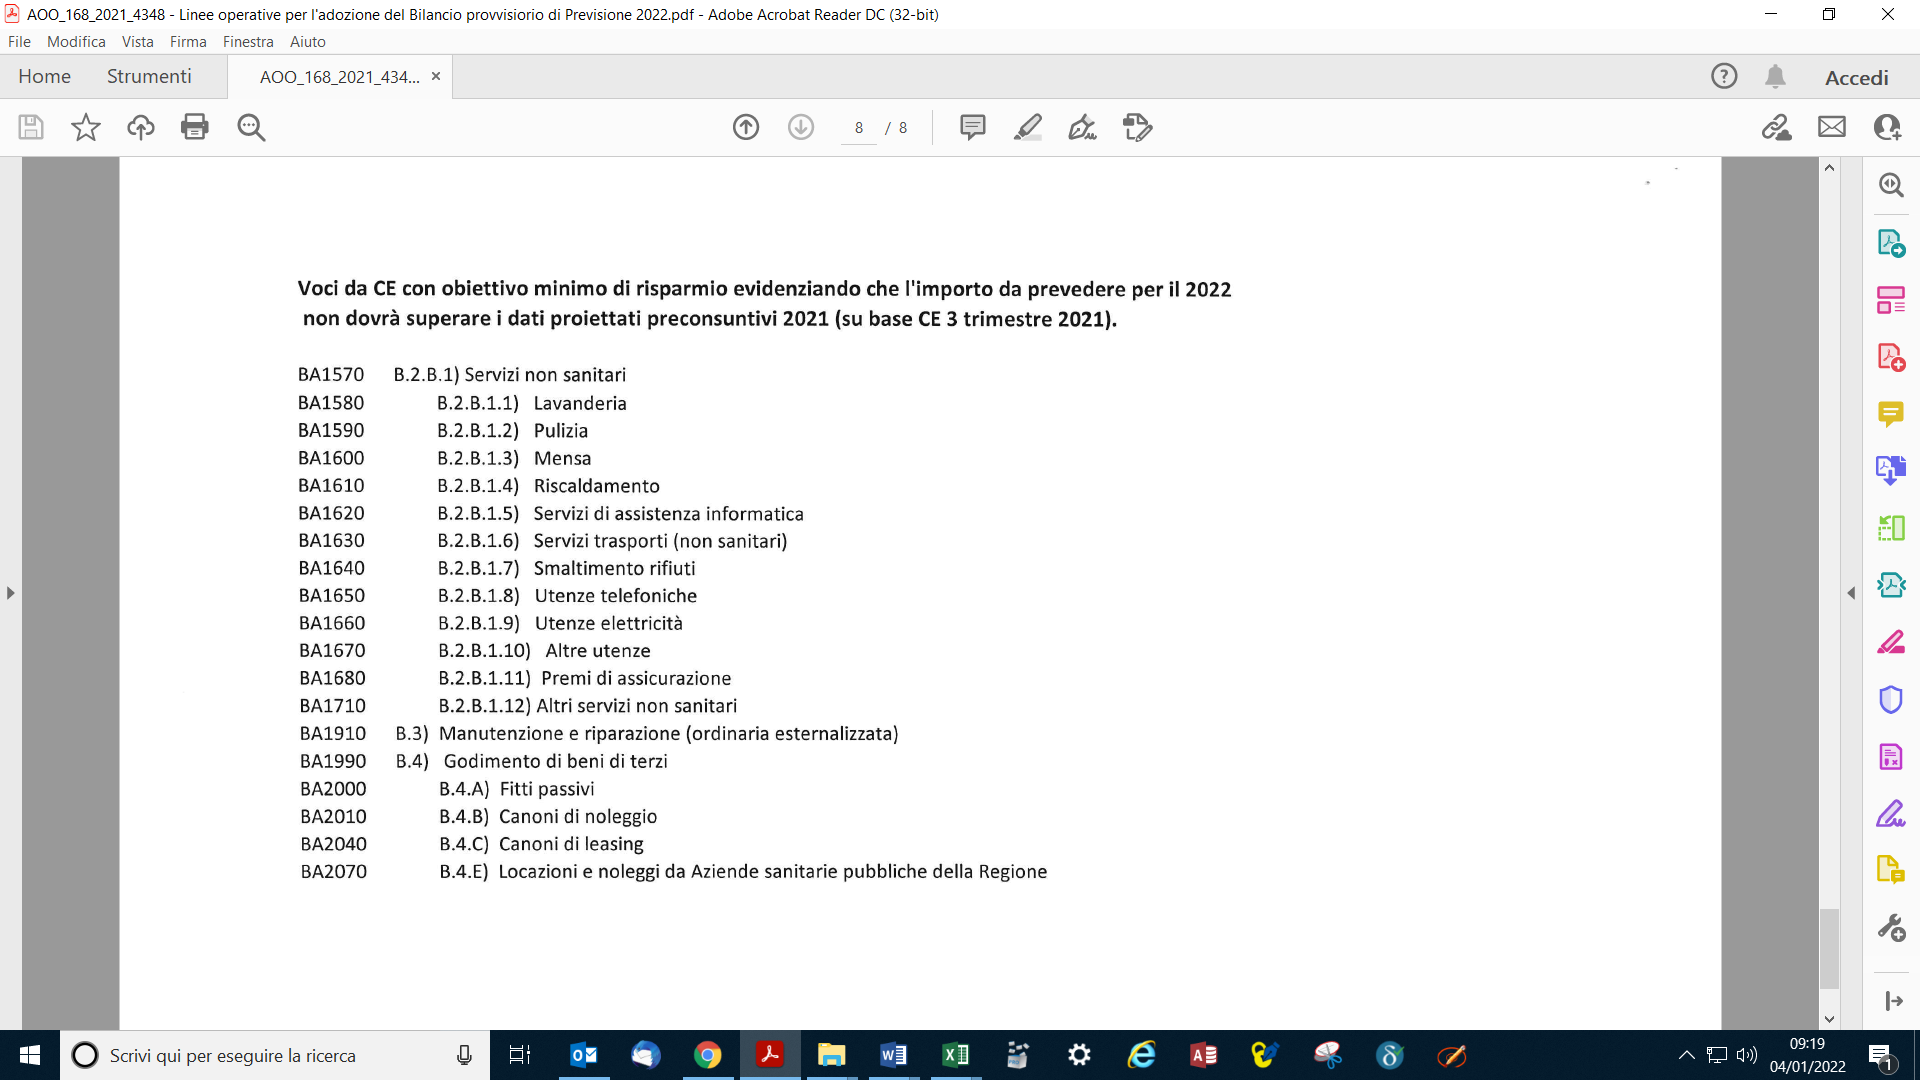 AOO_168_2021_4348 - Linee operative per l'adozione del Bilancio provvisiorio di Previsione 2022.pdf - Adobe Acrobat Reader DC (32-bit)
File Modifica Vista Firma Finestra Aiuto
Home Strumenti AOO_168_2021_434... × Accedi
8 / 8
Voci da CE con obiettivo minimo di risparmio evidenziando che l'importo da prevedere per il 2022
non dovrà superare i dati proiettati preconsuntivi 2021 (su base CE 3 trimestre 2021).
BA1570 B.2.B.1) Servizi non sanitari
BA1580 B.2.B.1.1) Lavanderia
BA1590 B.2.B.1.2) Pulizia
BA1600 B.2.B.1.3) Mensa
BA1610 B.2.B.1.4) Riscaldamento
BA1620 B.2.B.1.5) Servizi di assistenza informatica
BA1630 B.2.B.1.6) Servizi trasporti (non sanitari)
BA1640 B.2.B.1.7) Smaltimento rifiuti
BA1650 B.2.B.1.8) Utenze telefoniche
BA1660 B.2.B.1.9) Utenze elettricità
BA1670 B.2.B.1.10) Altre utenze
BA1680 B.2.B.1.11) Premi di assicurazione
BA1710 B.2.B.1.12) Altri servizi non sanitari
BA1910 B.3) Manutenzione e riparazione (ordinaria esternalizzata)
BA1990 B.4) Godimento di beni di terzi
BA2000 B.4.A) Fitti passivi
BA2010 B.4.B) Canoni di noleggio
BA2040 B.4.C) Canoni di leasing
BA2070 B.4.E) Locazioni e noleggi da Aziende sanitarie pubbliche della Regione
Scrivi qui per eseguire la ricerca
09:19
04/01/2022
1